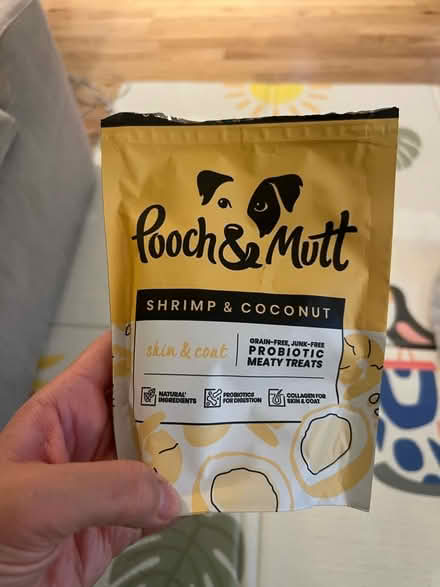 Pooch & Mutt
SHRIMP & COCONUT
skin & coat
GRAIN-FREE, JUNK-FREE
PROBIOTIC
MEATY TREATS
NATURAL
INGREDIENTS
PROBIOTICS
FOR DIGESTION
COLLAGEN FOR
SKIN & COAT